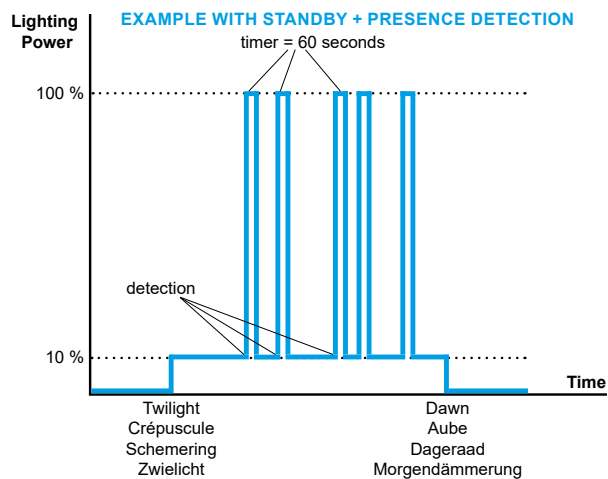 Lighting
Power
EXAMPLE WITH STANDBY + PRESENCE DETECTION
timer = 60 seconds
100 %
detection
10 %
Time
Twilight
Crépuscule
Schemering
Zwielicht
Dawn
Aube
Dageraad
Morgendämmerung